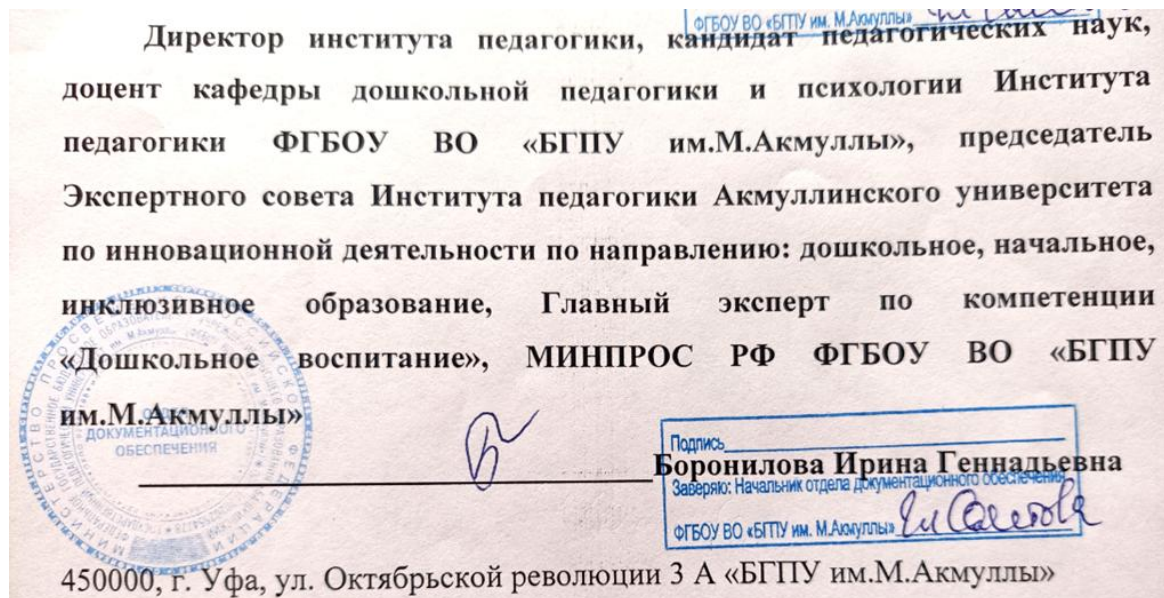 ФГБОУ ВО «БГПУ им. М.Акмуллы»
Директор института педагогики, кандидат педагогических наук,
доцент кафедры дошкольной педагогики и психологии Института
педагогики ФГБОУ ВО «БГПУ им.М.Акмуллы», председатель
Экспертного совета Института педагогики Акмуллинского университета
по инновационной деятельности по направлению: дошкольное, начальное,
инклюзивное образование, Главный эксперт по компетенции
«Дошкольное воспитание», МИНПРОС РФ ФГБОУ ВО «БГПУ
им.М.Акмуллы»
ОТДЕЛ
ДОКУМЕНТАЦИОННОГО
ОБЕСПЕЧЕНИЯ
Подпись
Боронилова Ирина Геннадьевна
Заверяю: Начальник отдела документационного обеспечения
ФГБОУ ВО «БГПУ им. М.Акмуллы»
450000, г. Уфа, ул. Октябрьской революции 3 А «БГПУ им.М.Акмуллы»